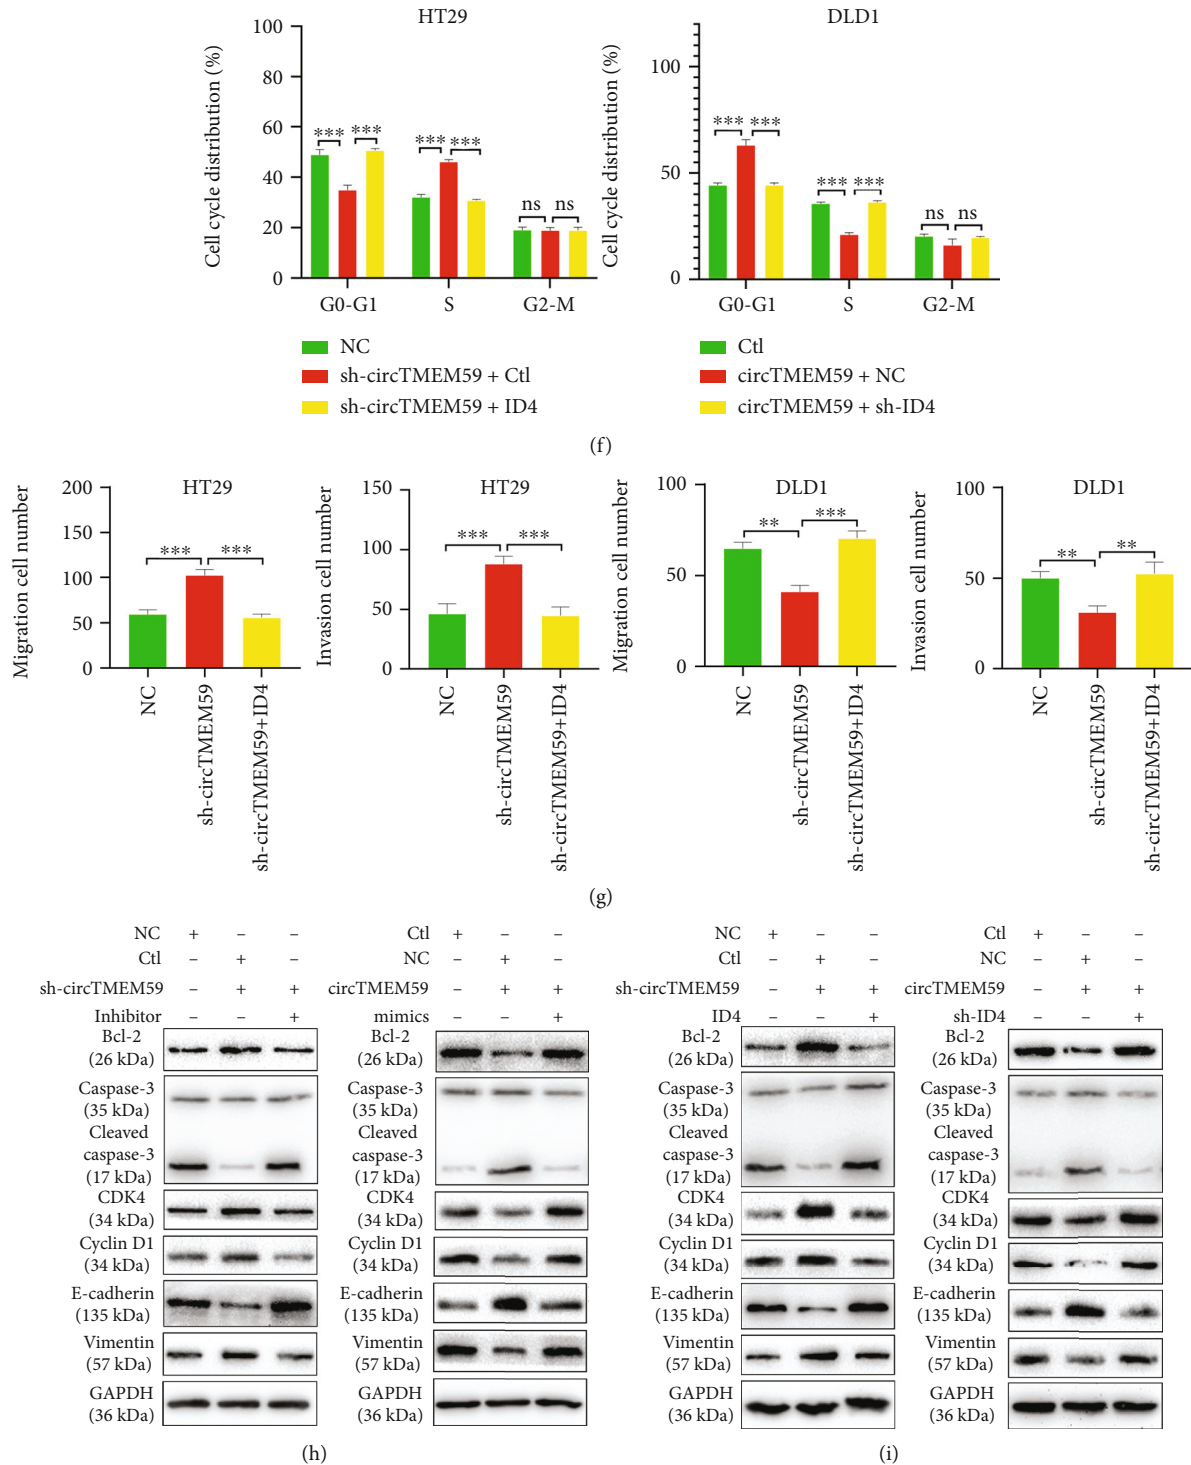 HT29
Cell cycle distribution (%)
100
80
60
40
20
0
*** *** *** *** ns ns
G0-G1 S G2-M
NC
sh-circTMEM59 + Ctl
sh-circTMEM59 + ID4
DLD1
Cell cycle distribution (%)
100
50
0
*** *** *** *** ns ns
G0-G1 S G2-M
Ctl
circTMEM59 + NC
circTMEM59 + sh-ID4
(f)
HT29
Migration cell number
200
150
100
50
0
*** ***
NC
sh-circTMEM59
sh-circTMEM59+ID4
HT29
Invasion cell number
150
100
50
0
*** ***
NC
sh-circTMEM59
sh-circTMEM59+ID4
DLD1
Migration cell number
100
50
0
** ***
NC
sh-circTMEM59
sh-circTMEM59+ID4
DLD1
Invasion cell number
100
50
0
** **
NC
sh-circTMEM59
sh-circTMEM59+ID4
(g)
NC + – –
Ctl – + –
sh-circTMEM59 – + +
Inhibitor – – +
Bcl-2
(26 kDa)
Caspase-3
(35 kDa)
Cleaved
caspase-3
(17 kDa)
CDK4
(34 kDa)
Cyclin D1
(34 kDa)
E-cadherin
(135 kDa)
Vimentin
(57 kDa)
GAPDH
(36 kDa)
Ctl + – –
NC – + –
circTMEM59 – + +
mimics – – +
Bcl-2
(26 kDa)
Caspase-3
(35 kDa)
Cleaved
caspase-3
(17 kDa)
CDK4
(34 kDa)
Cyclin D1
(34 kDa)
E-cadherin
(135 kDa)
Vimentin
(57 kDa)
GAPDH
(36 kDa)
(h)
NC + – –
Ctl – + –
sh-circTMEM59 – + +
ID4 – – +
Bcl-2
(26 kDa)
Caspase-3
(35 kDa)
Cleaved
caspase-3
(17 kDa)
CDK4
(34 kDa)
Cyclin D1
(34 kDa)
E-cadherin
(135 kDa)
Vimentin
(57 kDa)
GAPDH
(36 kDa)
Ctl + – –
NC – + –
circTMEM59 – + +
sh-ID4 – – +
Bcl-2
(26 kDa)
Caspase-3
(35 kDa)
Cleaved
caspase-3
(17 kDa)
CDK4
(34 kDa)
Cyclin D1
(34 kDa)
E-cadherin
(135 kDa)
Vimentin
(57 kDa)
GAPDH
(36 kDa)
(i)